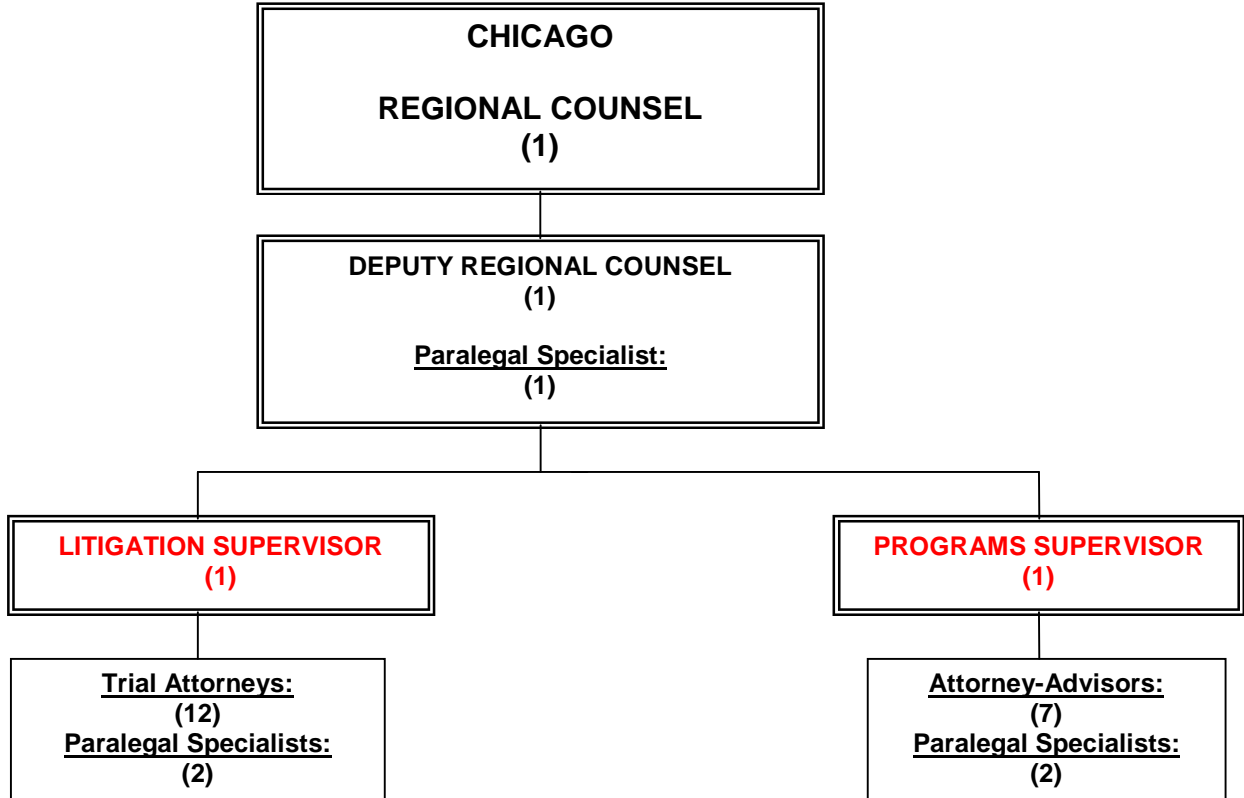 CHICAGO
REGIONAL COUNSEL
(1)
DEPUTY REGIONAL COUNSEL
(1)
Paralegal Specialist:
(1)
LITIGATION SUPERVISOR
(1)
PROGRAMS SUPERVISOR
(1)
Trial Attorneys:
(12)
Paralegal Specialists:
(2)
Attorney-Advisors:
(7)
Paralegal Specialists:
(2)